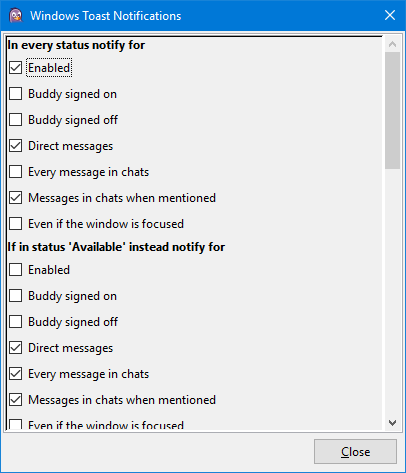 Windows Toast Notifications
In every status notify for
Enabled
Buddy signed on
Buddy signed off
Direct messages
Every message in chats
Messages in chats when mentioned
Even if the window is focused
If in status 'Available' instead notify for
Enabled
Buddy signed on
Buddy signed off
Direct messages
Every message in chats
Messages in chats when mentioned
Even if the window is focused
Close